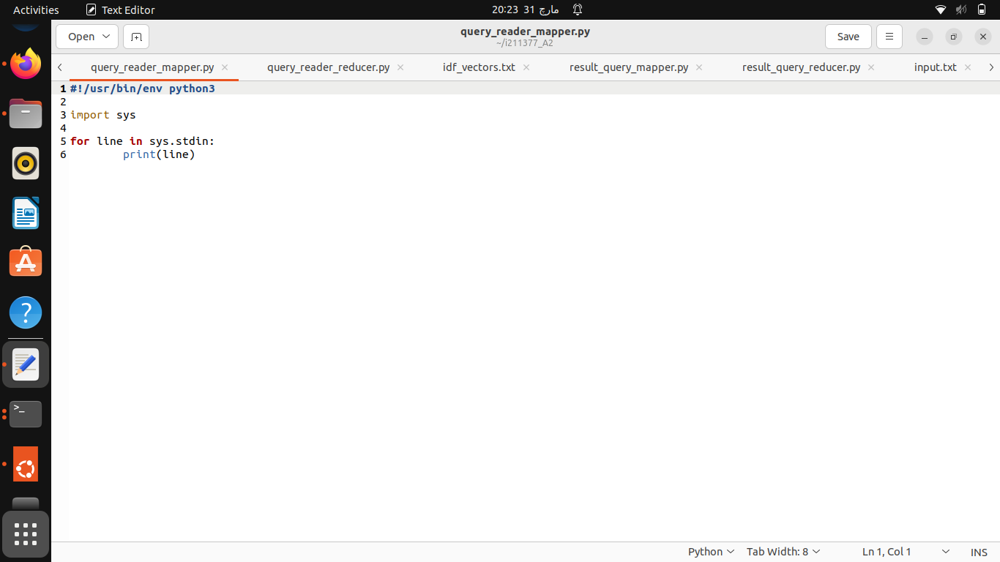 Activities Text Editor 20:23 31 مارچ
Open query_reader_mapper.py Save
~/i211377_A2
query_reader_mapper.py query_reader_reducer.py idf_vectors.txt result_query_mapper.py result_query_reducer.py input.txt
1 #!/usr/bin/env python3
2
3 import sys
4
5 for line in sys.stdin:
6 print(line)
Python Tab Width: 8 Ln 1, Col 1 INS